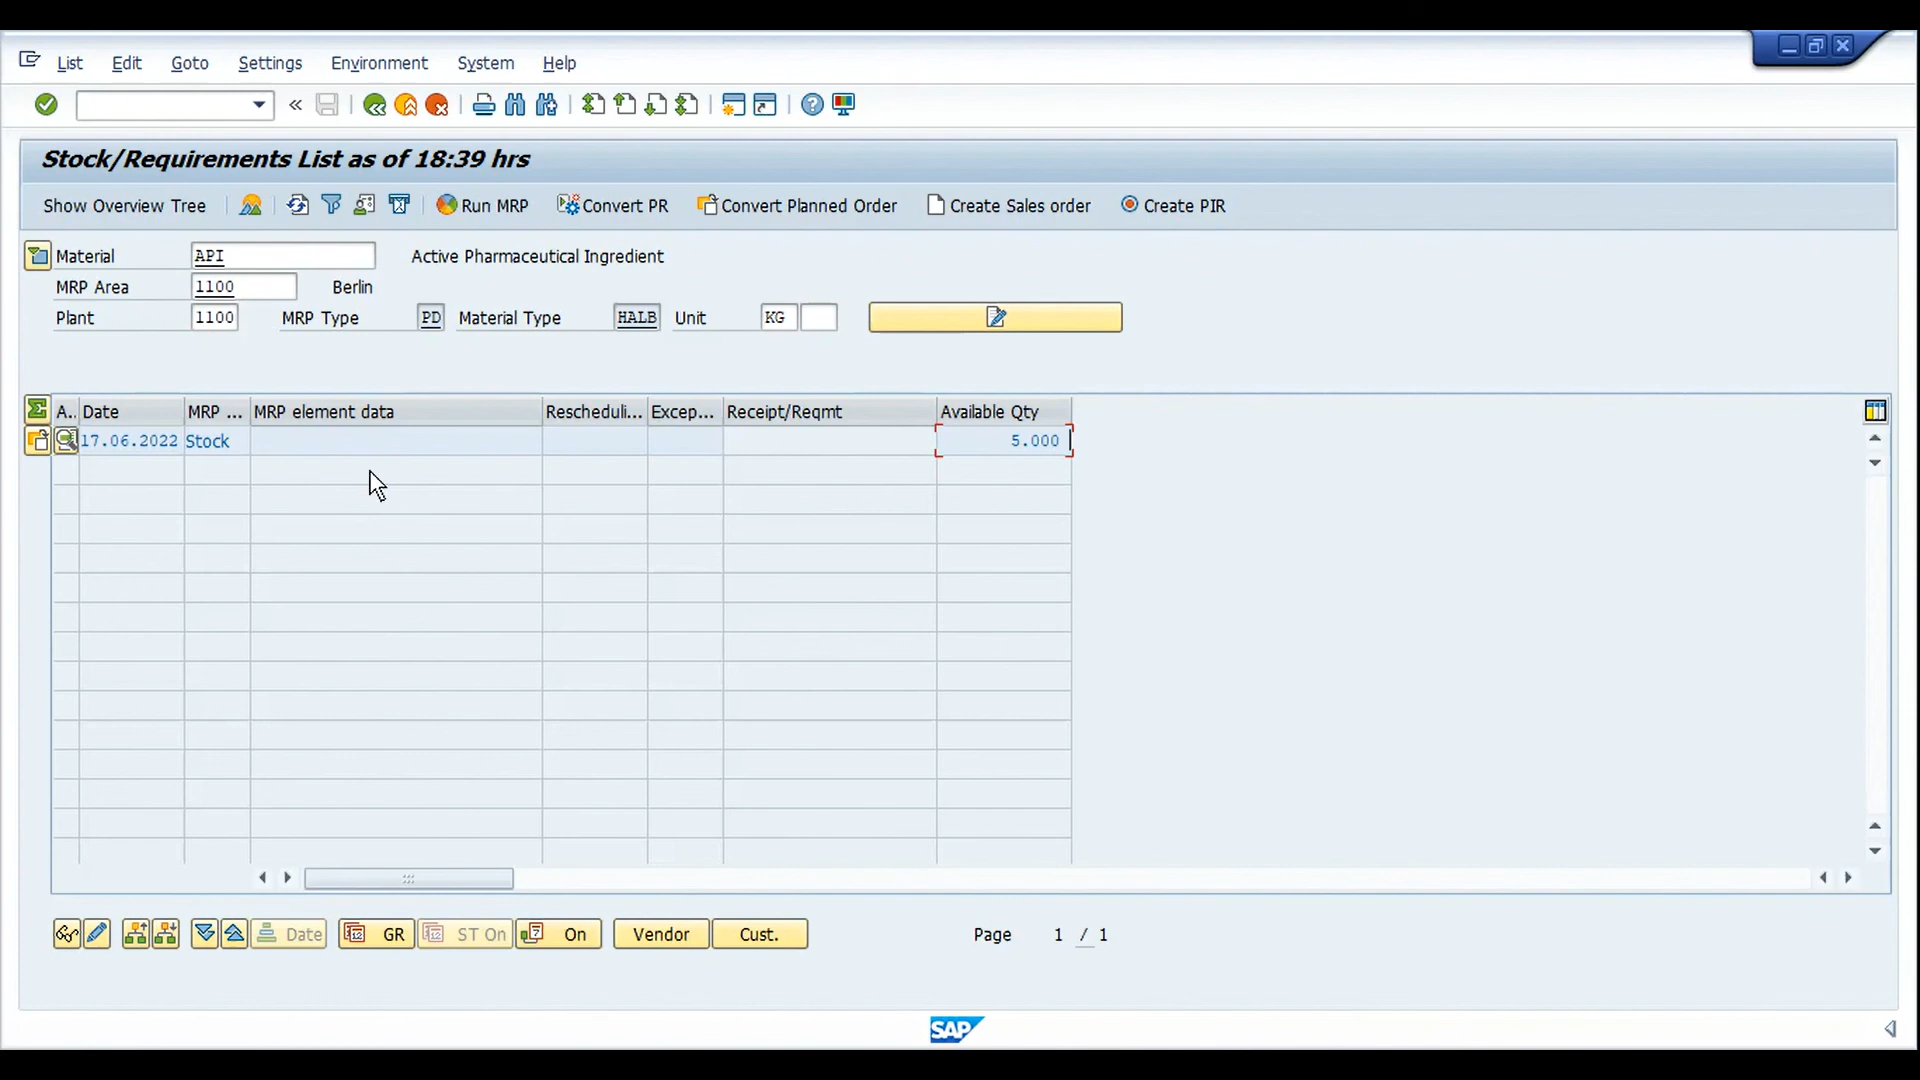 List Edit Goto Settings Environment System Help
Stock/Requirements List as of 18:39 hrs
Show Overview Tree Run MRP Convert PR Convert Planned Order Create Sales order Create PIR
Material API Active Pharmaceutical Ingredient
MRP Area 1100 Berlin
Plant 1100 MRP Type PD Material Type HALB Unit KG
A.. Date MRP ... MRP element data Rescheduli... Excep... Receipt/Reqmt Available Qty
17.06.2022 Stock 5.000
Date GR ST On On Vendor Cust. Page 1 / 1
SAP